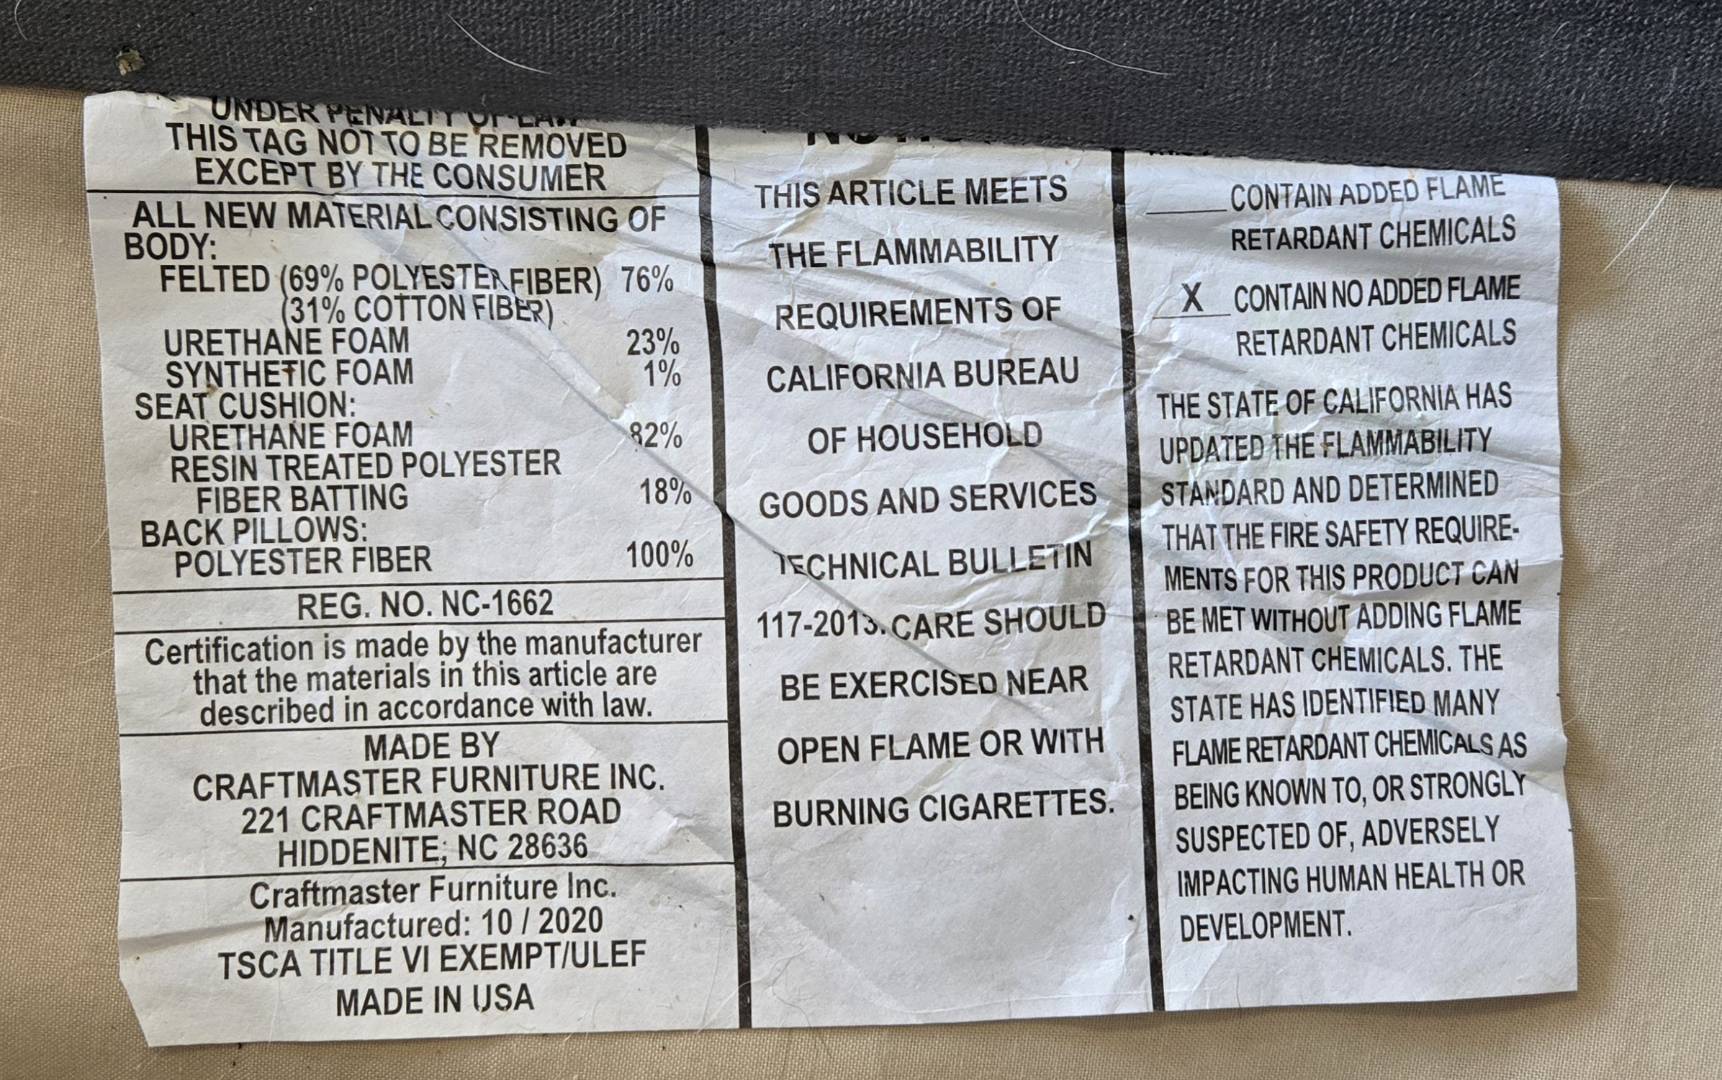 UNDER PENALTY OF LAW
THIS TAG NOT TO BE REMOVED
EXCEPT BY THE CONSUMER
ALL NEW MATERIAL CONSISTING OF
BODY:
FELTED (69% POLYESTER FIBER) 76%
(31% COTTON FIBER)
URETHANE FOAM 23%
SYNTHETIC FOAM 1%
SEAT CUSHION:
URETHANE FOAM 82%
RESIN TREATED POLYESTER
FIBER BATTING 18%
BACK PILLOWS:
POLYESTER FIBER 100%
REG. NO. NC-1662
Certification is made by the manufacturer
that the materials in this article are
described in accordance with law.
MADE BY
CRAFTMASTER FURNITURE INC.
221 CRAFTMASTER ROAD
HIDDENITE, NC 28636
Craftmaster Furniture Inc.
Manufactured: 10 / 2020
TSCA TITLE VI EXEMPT/ULEF
MADE IN USA
THIS ARTICLE MEETS
THE FLAMMABILITY
REQUIREMENTS OF
CALIFORNIA BUREAU
OF HOUSEHOLD
GOODS AND SERVICES
TECHNICAL BULLETIN
117-2013. CARE SHOULD
BE EXERCISED NEAR
OPEN FLAME OR WITH
BURNING CIGARETTES.
CONTAIN ADDED FLAME
RETARDANT CHEMICALS
X CONTAIN NO ADDED FLAME
RETARDANT CHEMICALS
THE STATE OF CALIFORNIA HAS
UPDATED THE FLAMMABILITY
STANDARD AND DETERMINED
THAT THE FIRE SAFETY REQUIRE-
MENTS FOR THIS PRODUCT CAN
BE MET WITHOUT ADDING FLAME
RETARDANT CHEMICALS. THE
STATE HAS IDENTIFIED MANY
FLAME RETARDANT CHEMICALS AS
BEING KNOWN TO, OR STRONGLY
SUSPECTED OF, ADVERSELY
IMPACTING HUMAN HEALTH OR
DEVELOPMENT.